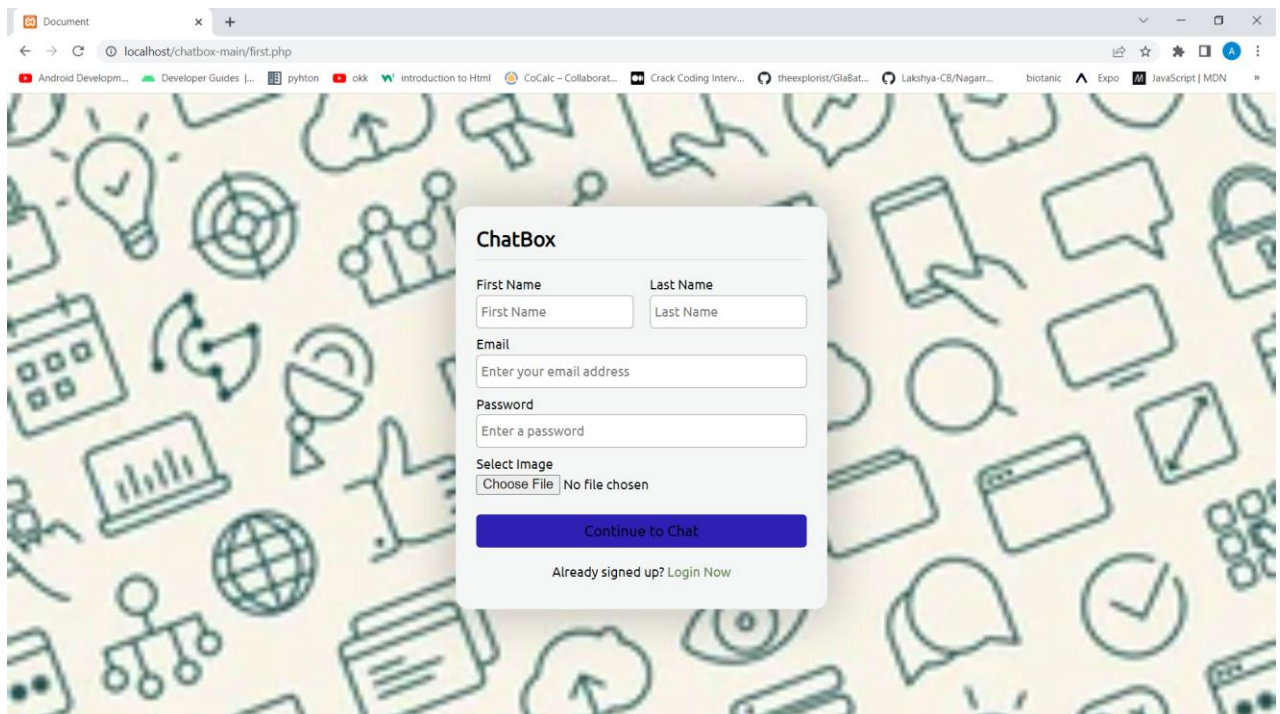 Document
localhost/chatbox-main/first.php
Android Developm... Developer Guides |... pyhton okk introduction to Html CoCalc – Collaborat... Crack Coding Interv... theexplorist/GlaBat... Lakshya-CB/Nagarr... biotanic Expo JavaScript | MDN »
ChatBox
First Name Last Name
First Name Last Name
Email
Enter your email address
Password
Enter a password
Select Image
Choose File No file chosen
Continue to Chat
Already signed up? Login Now